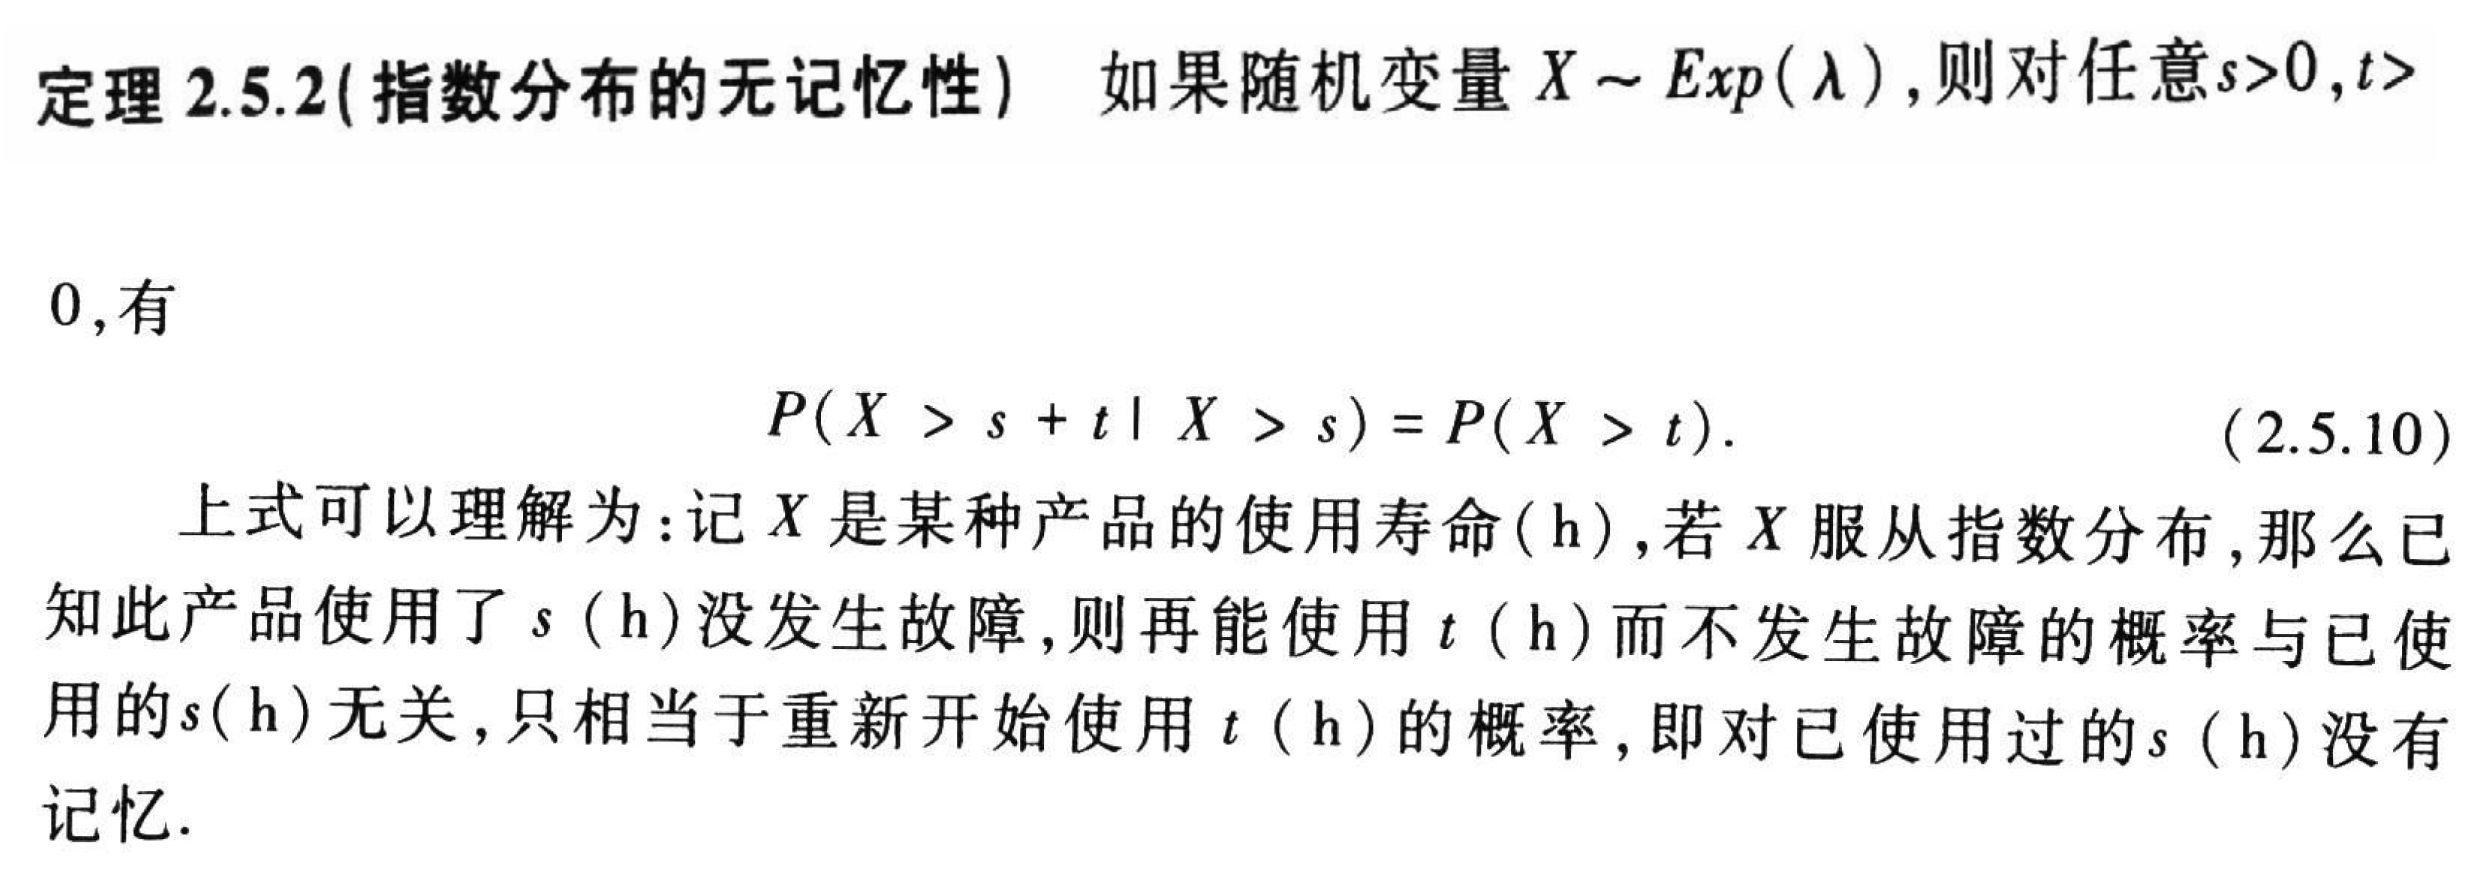 定理 2.5.2(指数分布的无记忆性) 如果随机变量 X ~ Exp(λ),则对任意s>0,t>
0,有
P(X > s + t | X > s) = P(X > t). (2.5.10)
上式可以理解为:记 X 是某种产品的使用寿命(h),若 X 服从指数分布,那么已
知此产品使用了 s (h)没发生故障,则再能使用 t (h)而不发生故障的概率与已使
用的s(h)无关,只相当于重新开始使用 t (h)的概率,即对已使用过的s (h)没有
记忆.